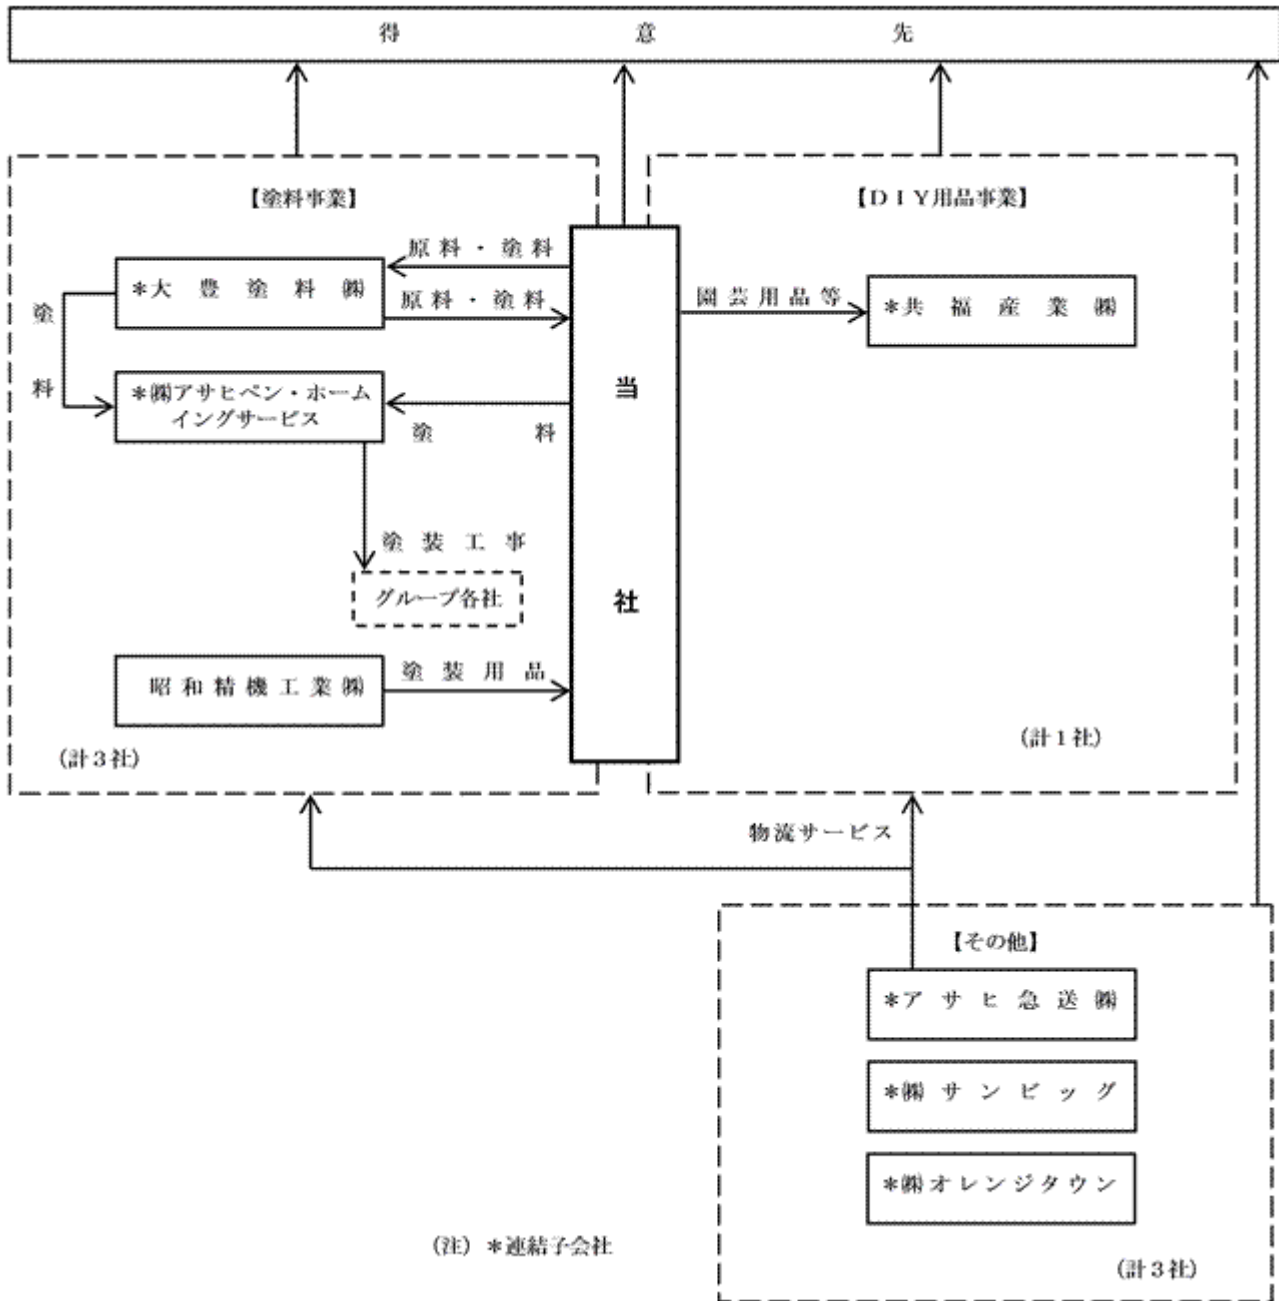 得意先
【塗料事業】
【DIY用品事業】
原料・塗料
*大豊塗料㈱
原料・塗料
塗料
園芸用品等
*共福産業㈱
*㈱アサヒペン・ホーム
イングサービス
塗料
当社
塗装工事
グループ各社
昭和精機工業㈱
塗装用品
(計3社)
(計1社)
物流サービス
【その他】
*アサヒ急送㈱
*㈱サンビッグ
*㈱オレンジタウン
(注) *連結子会社
(計3社)